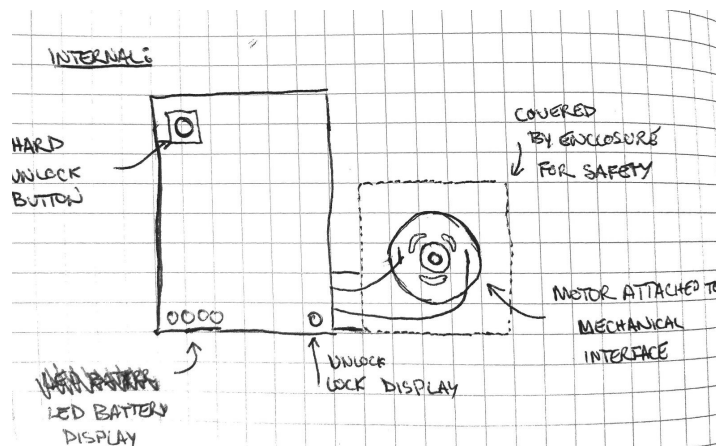 INTERNAL:
HARD
UNLOCK
BUTTON
COVERED
BY ENCLOSURE
FOR SAFETY
MOTOR ATTACHED TO
MECHANICAL
INTERFACE
UNLOCK
LOCK DISPLAY
LED BATTERY
DISPLAY